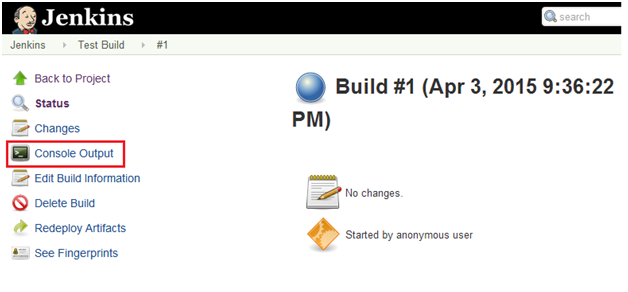 Jenkins
search
Jenkins
Test Build
#1
Back to Project
Status
Changes
Console Output
Edit Build Information
Delete Build
Redeploy Artifacts
See Fingerprints
Build #1 (Apr 3, 2015 9:36:22
PM)
No changes.
Started by anonymous user